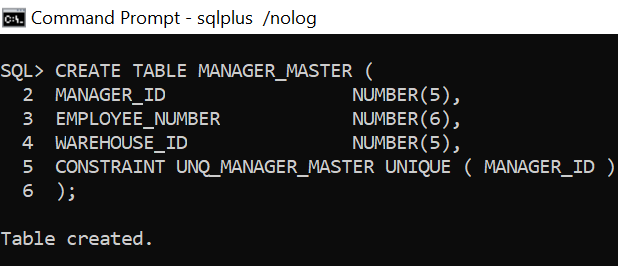 Command Prompt - sqlplus /nolog
SQL> CREATE TABLE MANAGER_MASTER (
2 MANAGER_ID NUMBER(5),
3 EMPLOYEE_NUMBER NUMBER(6),
4 WAREHOUSE_ID NUMBER(5),
5 CONSTRAINT UNQ_MANAGER_MASTER UNIQUE ( MANAGER_ID )
6 );
Table created.